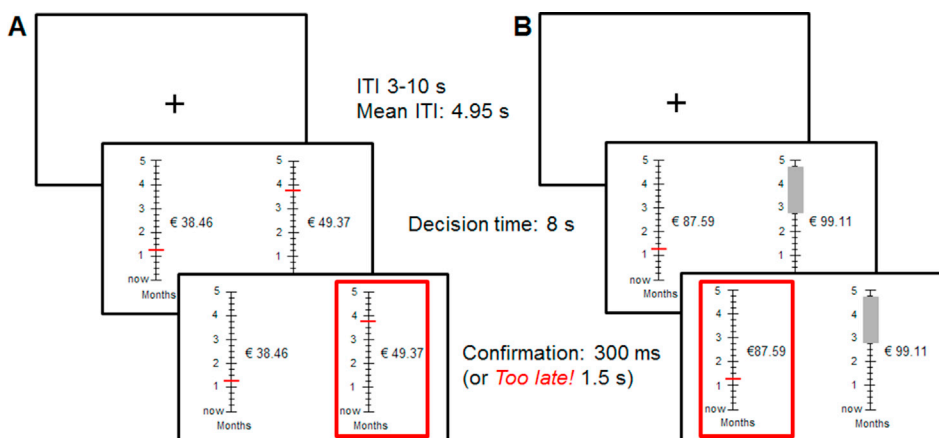 A
B
+
+
ITI 3-10 s
Mean ITI: 4.95 s
5
4
3
2
1
now
Months
€ 38.46
5
4
3
2
1
€ 49.37
Decision time: 8 s
5
4
3
2
1
now
Months
€ 87.59
5
4
3
2
1
€ 99.11
5
4
3
2
1
now
Months
€ 38.46
5
4
3
2
1
now
Months
€ 49.37
Confirmation: 300 ms
(or Too late! 1.5 s)
5
4
3
2
1
now
Months
€87.59
5
4
3
2
1
now
Months
€ 99.11